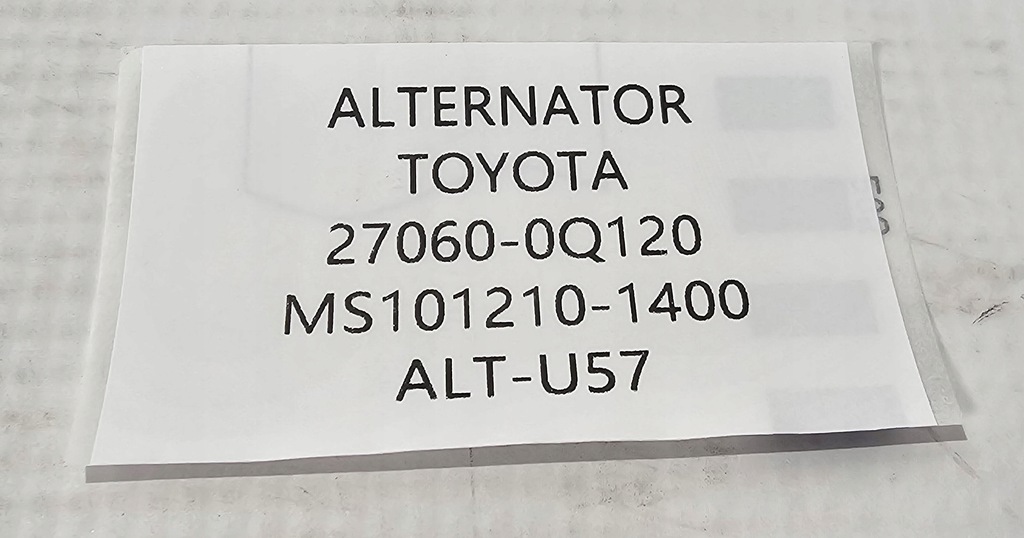 ALTERNATOR
TOYOTA
27060-0Q120
MS101210-1400
ALT-U57